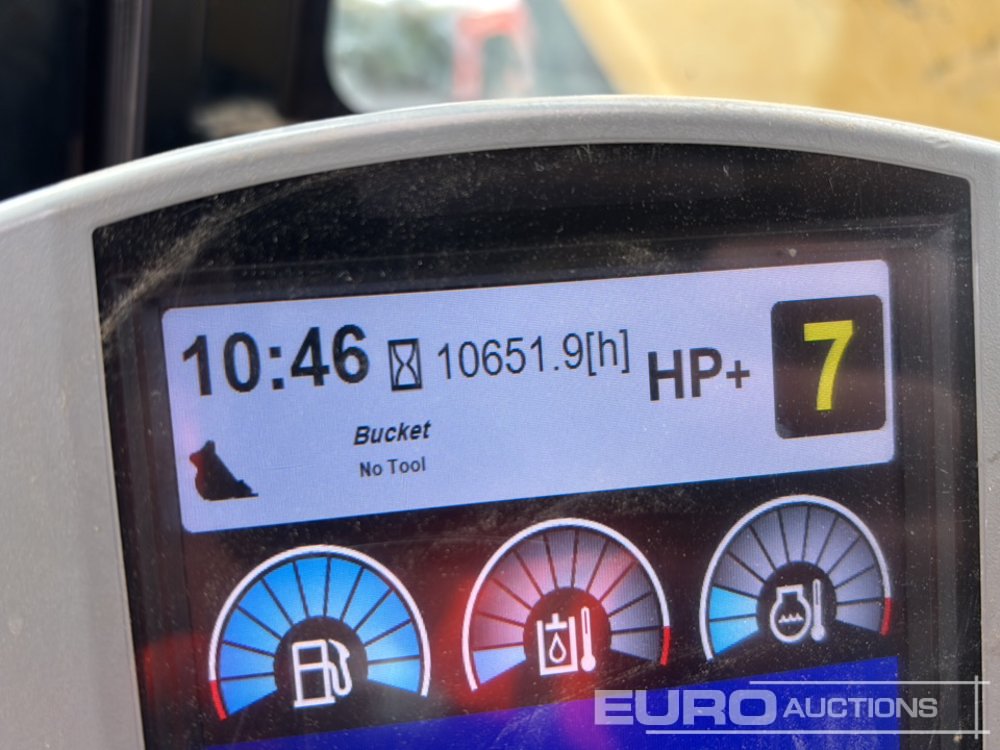 10:46 10651.9[h] HP+ 7
Bucket
No Tool
EURO AUCTIONS